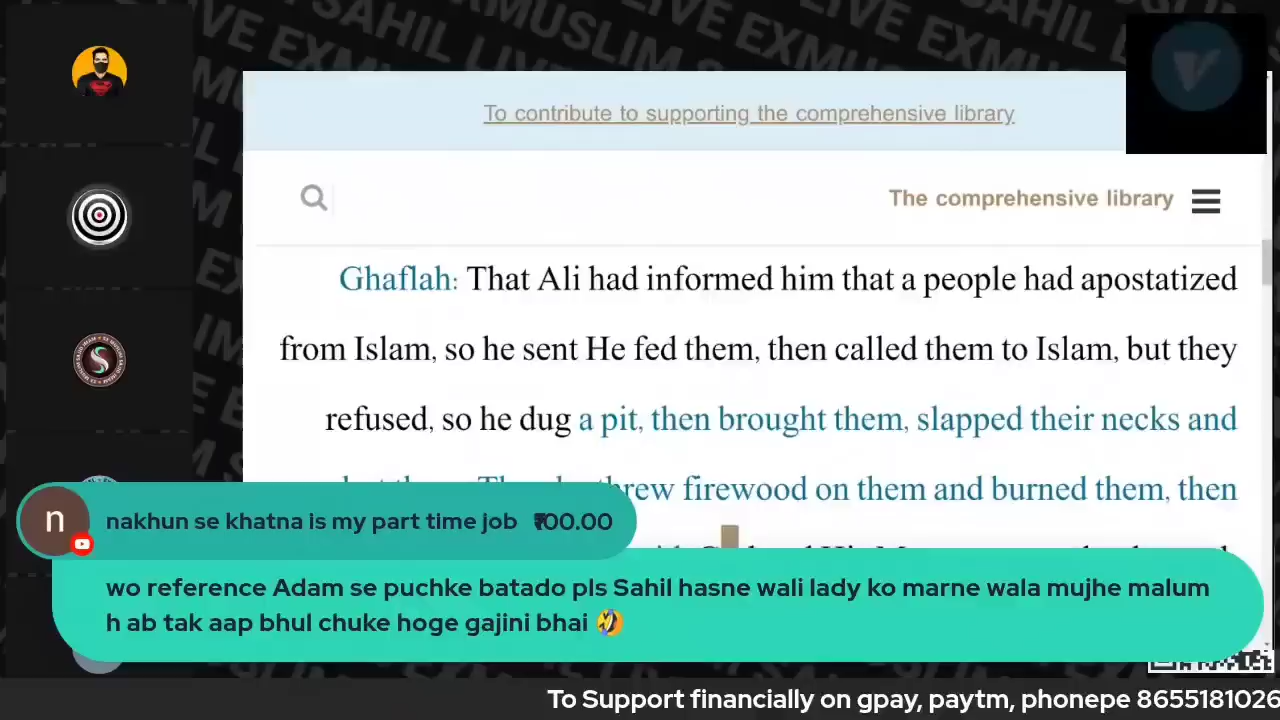 To contribute to supporting the comprehensive library
The comprehensive library
Ghaflah: That Ali had informed him that a people had apostatized
from Islam, so he sent He fed them, then called them to Islam, but they
refused, so he dug a pit, then brought them, slapped their necks and
threw firewood on them and burned them, then
n
nakhun se khatna is my part time job ₹100.00
wo reference Adam se puchke batado pls Sahil hasne wali lady ko marne wala mujhe malum
h ab tak aap bhul chuke hoge gajini bhai 🤣
To Support financially on gpay, paytm, phonepe 8655181026